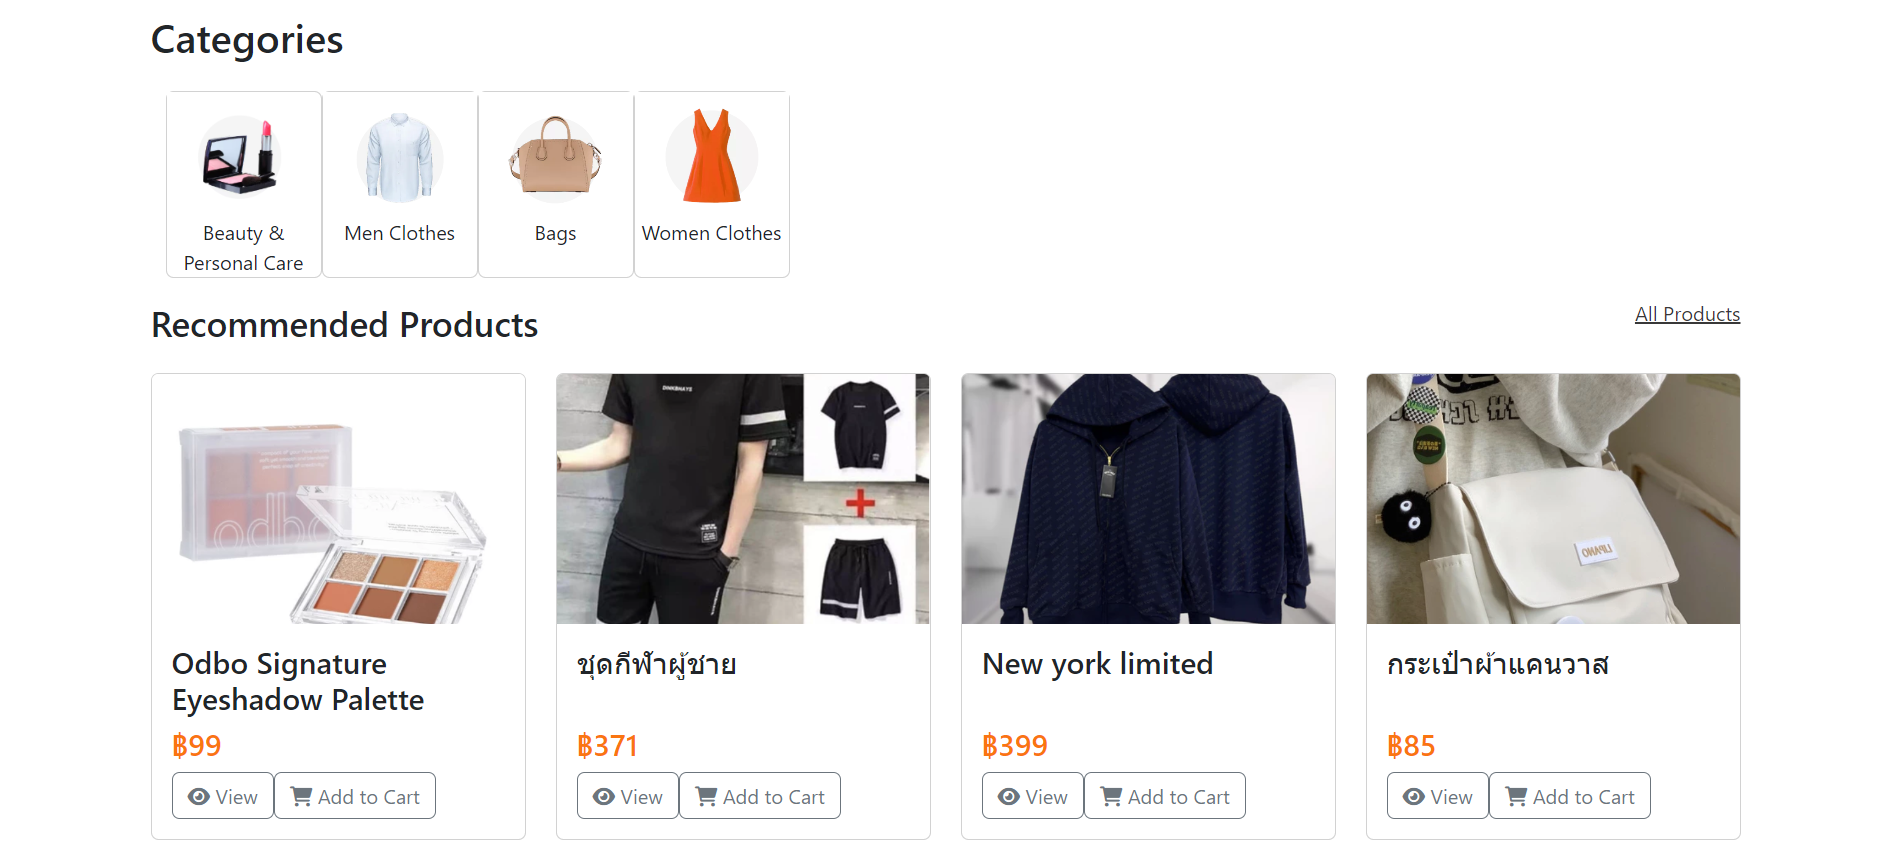 Categories
Beauty &
Personal Care
Men Clothes
Bags
Women Clothes
Recommended Products
All Products
odbo
LIPANO
Odbo Signature
Eyeshadow Palette
฿99
View
Add to Cart
ชุดกีฬาผู้ชาย
฿371
View
Add to Cart
New york limited
฿399
View
Add to Cart
กระเป๋าผ้าแคนวาส
฿85
View
Add to Cart